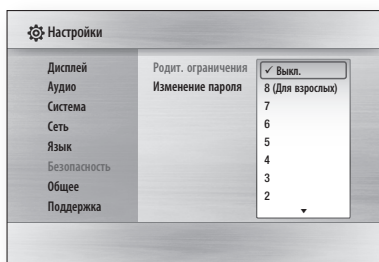 Настройки
Дисплей
Аудио
Система
Сеть
Язык
Безопасность
Общее
Поддержка
Родит. ограничения
Изменение пароля
✓ Выкл.
8 (Для взрослых)
7
6
5
4
3
2